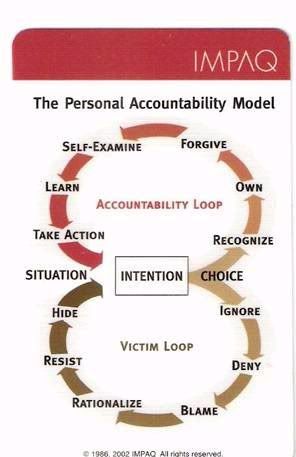 IMPAQ
The Personal Accountability Model
SELF-EXAMINE
FORGIVE
LEARN
OWN
ACCOUNTABILITY LOOP
TAKE ACTION
RECOGNIZE
SITUATION
INTENTION
CHOICE
HIDE
IGNORE
VICTIM LOOP
RESIST
DENY
RATIONALIZE
BLAME
© 1986, 2002 IMPAQ All rights reserved.